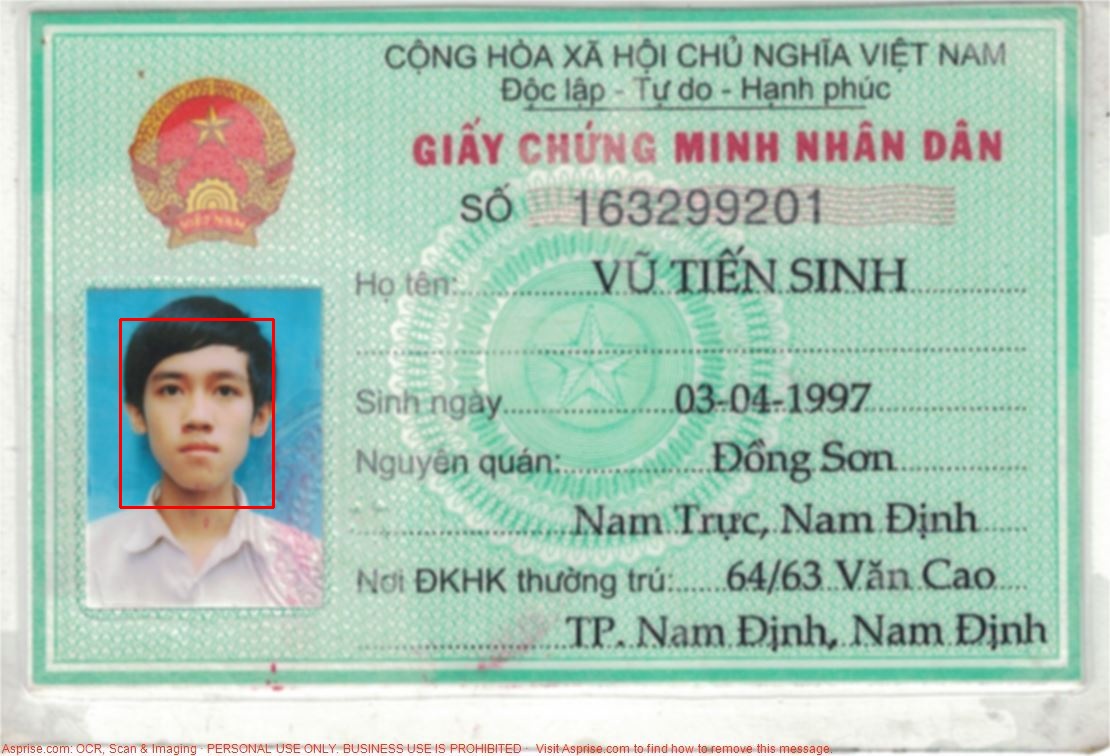 CỘNG HÒA XÃ HỘI CHỦ NGHĨA VIỆT NAM
Độc lập - Tự do - Hạnh phúc
GIẤY CHỨNG MINH NHÂN DÂN
SỐ 163299201
VIỆT NAM
Họ tên: VŨ TIẾN SINH
Sinh ngày 03-04-1997
Nguyên quán: Đồng Sơn
Nam Trực, Nam Định
Nơi ĐKHK thường trú: 64/63 Văn Cao
TP. Nam Định, Nam Định
Asprise.com: OCR, Scan & Imaging - PERSONAL USE ONLY. BUSINESS USE IS PROHIBITED - Visit Asprise.com to find how to remove this message.